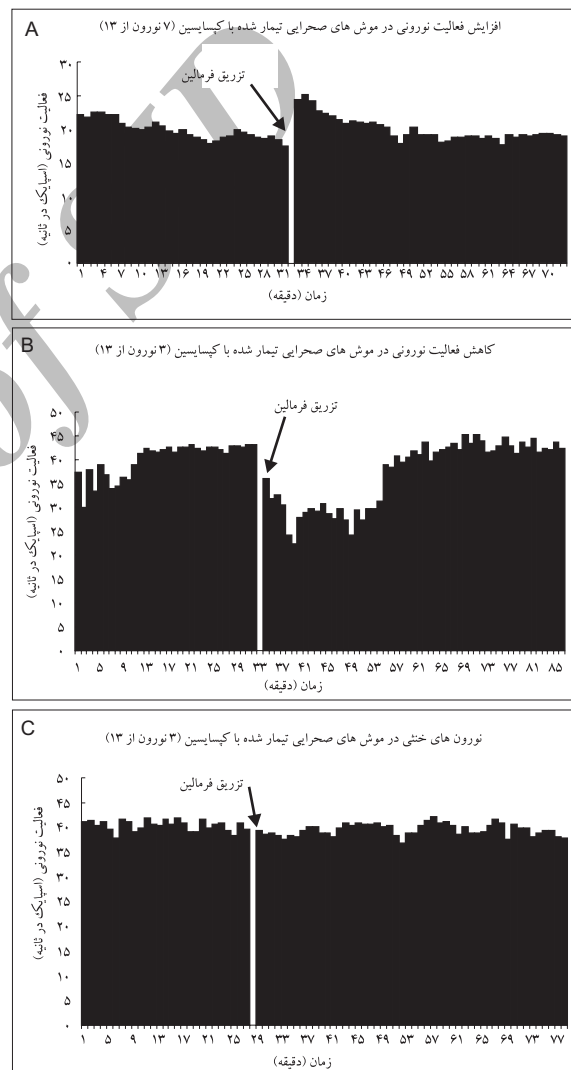 A
افزایش فعالیت نورونی در موش های صحرایی تیمار شده با کپسایسین (۷ نورون از ۱۳)
تزریق فرمالین
فعالیت نورونی (اسپایک در ثانیه)
۳۰
۲۵
۲۰
۱۵
۱۰
۵
۰
۱ ۴ ۷ ۱۰ ۱۳ ۱۶ ۱۹ ۲۲ ۲۵ ۲۸ ۳۱ ۳۴ ۳۷ ۴۰ ۴۳ ۴۶ ۴۹ ۵۲ ۵۵ ۵۸ ۶۱ ۶۴ ۶۷ ۷۰
زمان (دقیقه)
B
کاهش فعالیت نورونی در موش های صحرایی تیمار شده با کپسایسین (۳ نورون از ۱۳)
تزریق فرمالین
فعالیت نورونی (اسپایک در ثانیه)
۵۰
۴۵
۴۰
۳۵
۳۰
۲۵
۲۰
۱۵
۱۰
۵
۰
۱ ۵ ۹ ۱۳ ۱۷ ۲۱ ۲۵ ۲۹ ۳۳ ۳۷ ۴۱ ۴۵ ۴۹ ۵۳ ۵۷ ۶۱ ۶۵ ۶۹ ۷۳ ۷۷ ۸۱ ۸۵
زمان (دقیقه)
C
نورون های خنثی در موش های صحرایی تیمار شده با کپسایسین (۳ نورون از ۱۳)
تزریق فرمالین
فعالیت نورونی (اسپایک در ثانیه)
۵۰
۴۵
۴۰
۳۵
۳۰
۲۵
۲۰
۱۵
۱۰
۵
۰
۱ ۵ ۹ ۱۳ ۱۷ ۲۱ ۲۵ ۲۹ ۳۳ ۳۷ ۴۱ ۴۵ ۴۹ ۵۳ ۵۷ ۶۱ ۶۵ ۶۹ ۷۳ ۷۷
زمان (دقیقه)
of